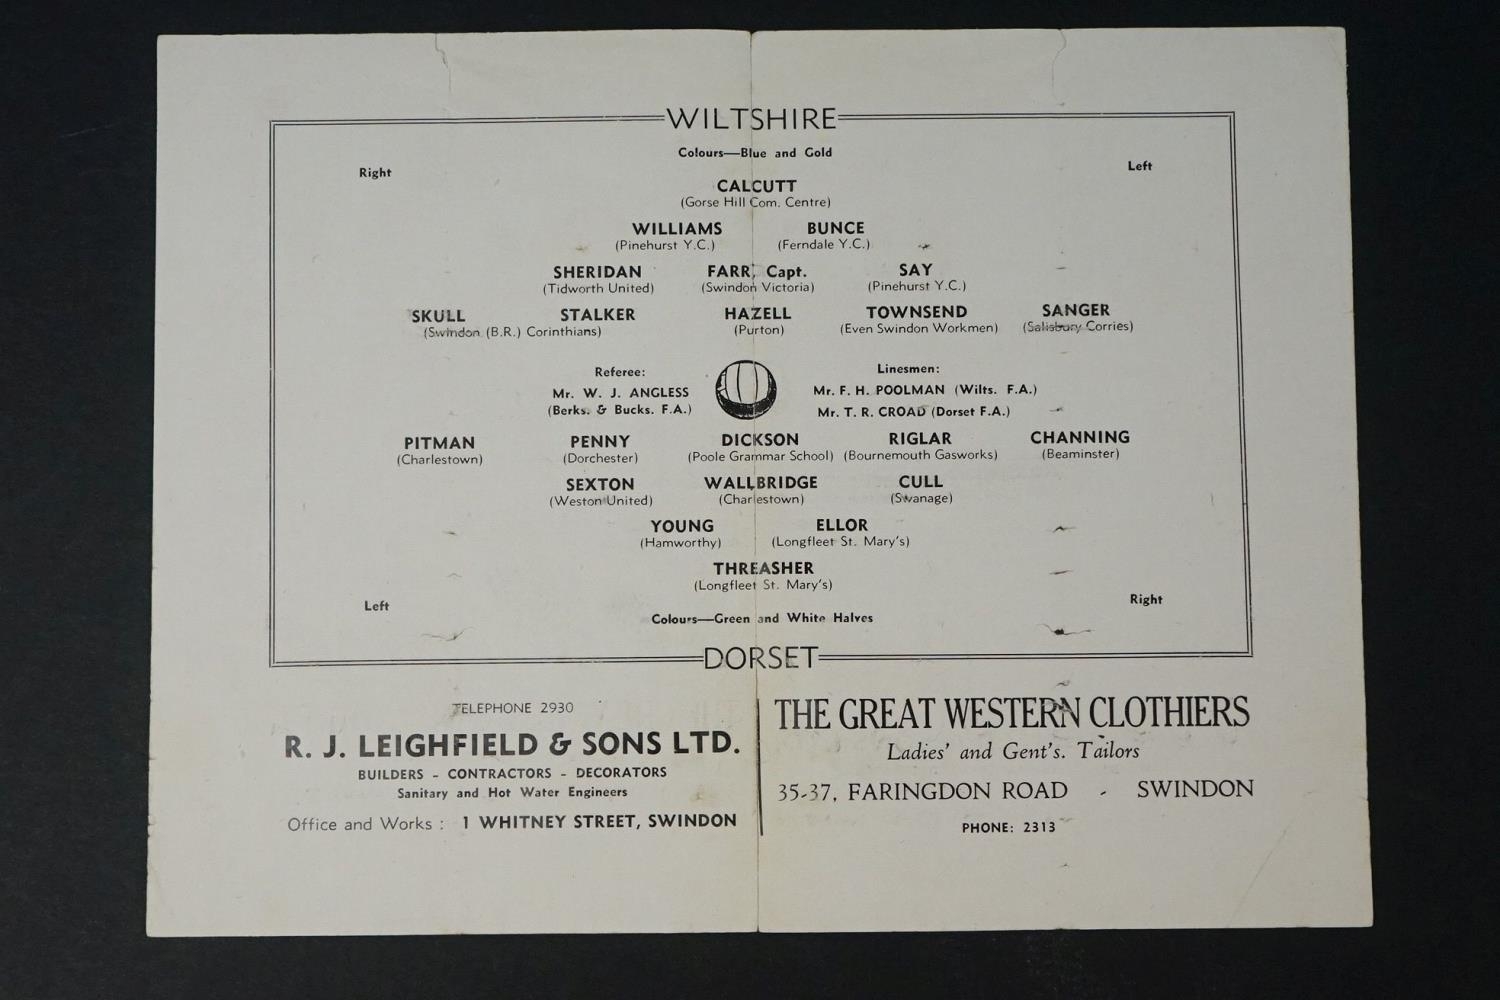 WILTSHIRE
Colours—Blue and Gold
Right Left
CALCUTT
(Gorse Hill Com. Centre)
WILLIAMS BUNCE
(Pinehurst Y.C.) (Ferndale Y.C.)
SHERIDAN FARR, Capt. SAY
(Tidworth United) (Swindon Victoria) (Pinehurst Y.C.)
SKULL STALKER HAZELL TOWNSEND SANGER
(Swindon (B.R.) Corinthians) (Purton) (Even Swindon Workmen) (Salisbury Corries)
Referee: Linesmen:
Mr. W. J. ANGLESS Mr. F. H. POOLMAN (Wilts. F.A.)
(Berks. & Bucks. F.A.) Mr. T. R. CROAD (Dorset F.A.)
PITMAN PENNY DICKSON RIGLAR CHANNING
(Charlestown) (Dorchester) (Poole Grammar School) (Bournemouth Gasworks) (Beaminster)
SEXTON WALLBRIDGE CULL
(Weston United) (Charlestown) (Swanage)
YOUNG ELLOR
(Hamworthy) (Longfleet St. Mary's)
THREASHER
(Longfleet St. Mary's)
Left Right
Colours—Green and White Halves
DORSET
TELEPHONE 2930
R. J. LEIGHFIELD & SONS LTD.
BUILDERS - CONTRACTORS - DECORATORS
Sanitary and Hot Water Engineers
Office and Works : 1 WHITNEY STREET, SWINDON
THE GREAT WESTERN CLOTHIERS
Ladies' and Gent's. Tailors
35-37, FARINGDON ROAD - SWINDON
PHONE: 2313